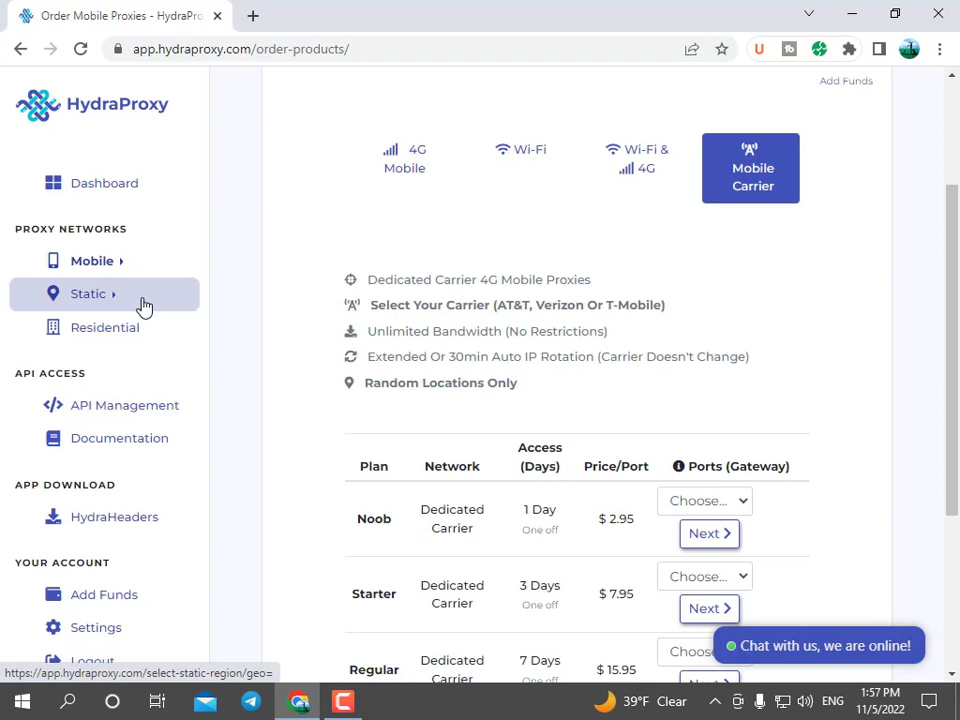 Order Mobile Proxies - HydraPro
app.hydraproxy.com/order-products/
HydraProxy
Dashboard
PROXY NETWORKS
Mobile
Static
Residential
API ACCESS
API Management
Documentation
APP DOWNLOAD
HydraHeaders
YOUR ACCOUNT
Add Funds
Settings
Logout
https://app.hydraproxy.com/select-static-region/geo=
Add Funds
4G Mobile
Wi-Fi
Wi-Fi & 4G
Mobile Carrier
Dedicated Carrier 4G Mobile Proxies
Select Your Carrier (AT&T, Verizon Or T-Mobile)
Unlimited Bandwidth (No Restrictions)
Extended Or 30min Auto IP Rotation (Carrier Doesn't Change)
Random Locations Only
Plan Network Access (Days) Price/Port Ports (Gateway)
Noob Dedicated Carrier 1 Day One off $ 2.95 Choose... Next
Starter Dedicated Carrier 3 Days One off $ 7.95 Choose... Next
Regular Dedicated Carrier 7 Days One off $ 15.95
Chat with us, we are online!
39°F Clear
ENG
1:57 PM
11/5/2022